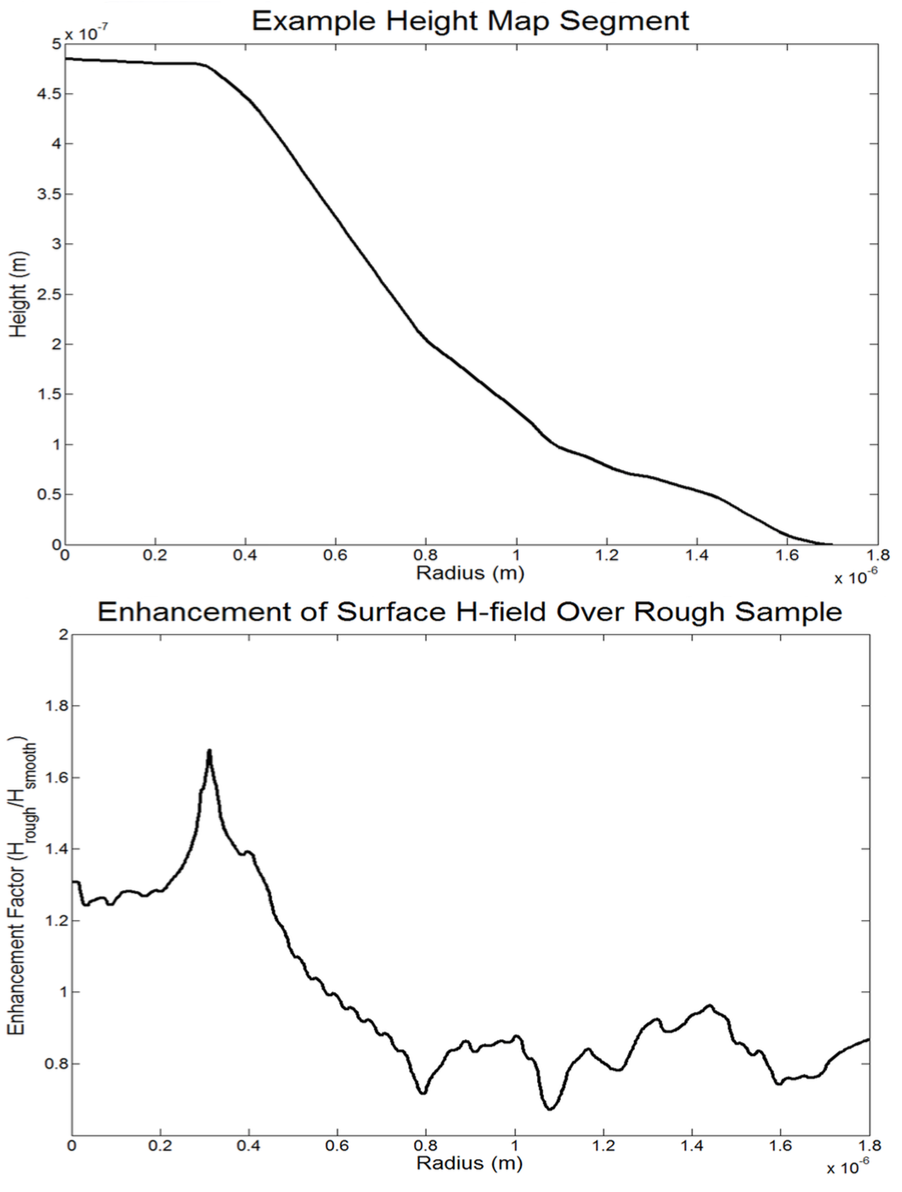 Example Height Map Segment
x 10^-7
5
4.5
4
3.5
3
2.5
2
1.5
1
0.5
0
Height (m)
0 0.2 0.4 0.6 0.8 1 1.2 1.4 1.6 1.8
Radius (m)
x 10^-6
Enhancement of Surface H-field Over Rough Sample
2
1.8
1.6
1.4
1.2
1
0.8
Enhancement Factor (H_rough/H_smooth)
0 0.2 0.4 0.6 0.8 1 1.2 1.4 1.6 1.8
Radius (m)
x 10^-6